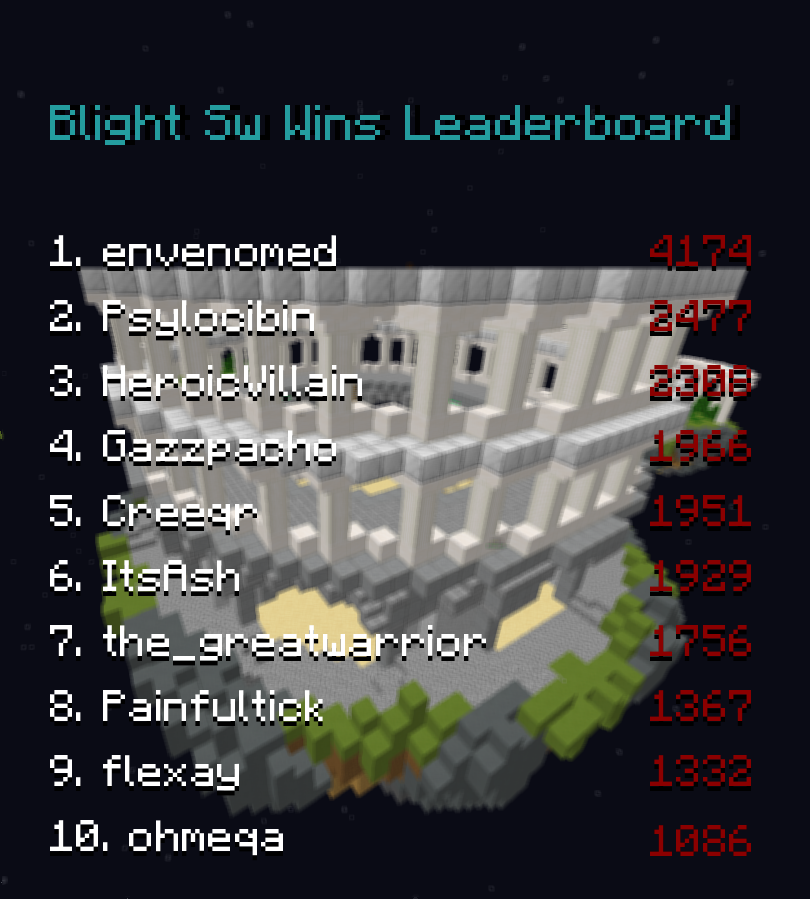 Blight Sw Wins Leaderboard
1. envenomed 4174
2. Psylocibin 2477
3. HeroicVillain 2308
4. Gazzpacho 1966
5. Creeqr 1951
6. ItsAsh 1929
7. the_greatwarrior 1756
8. Painfultick 1367
9. flexay 1332
10. ohmeqa 1086